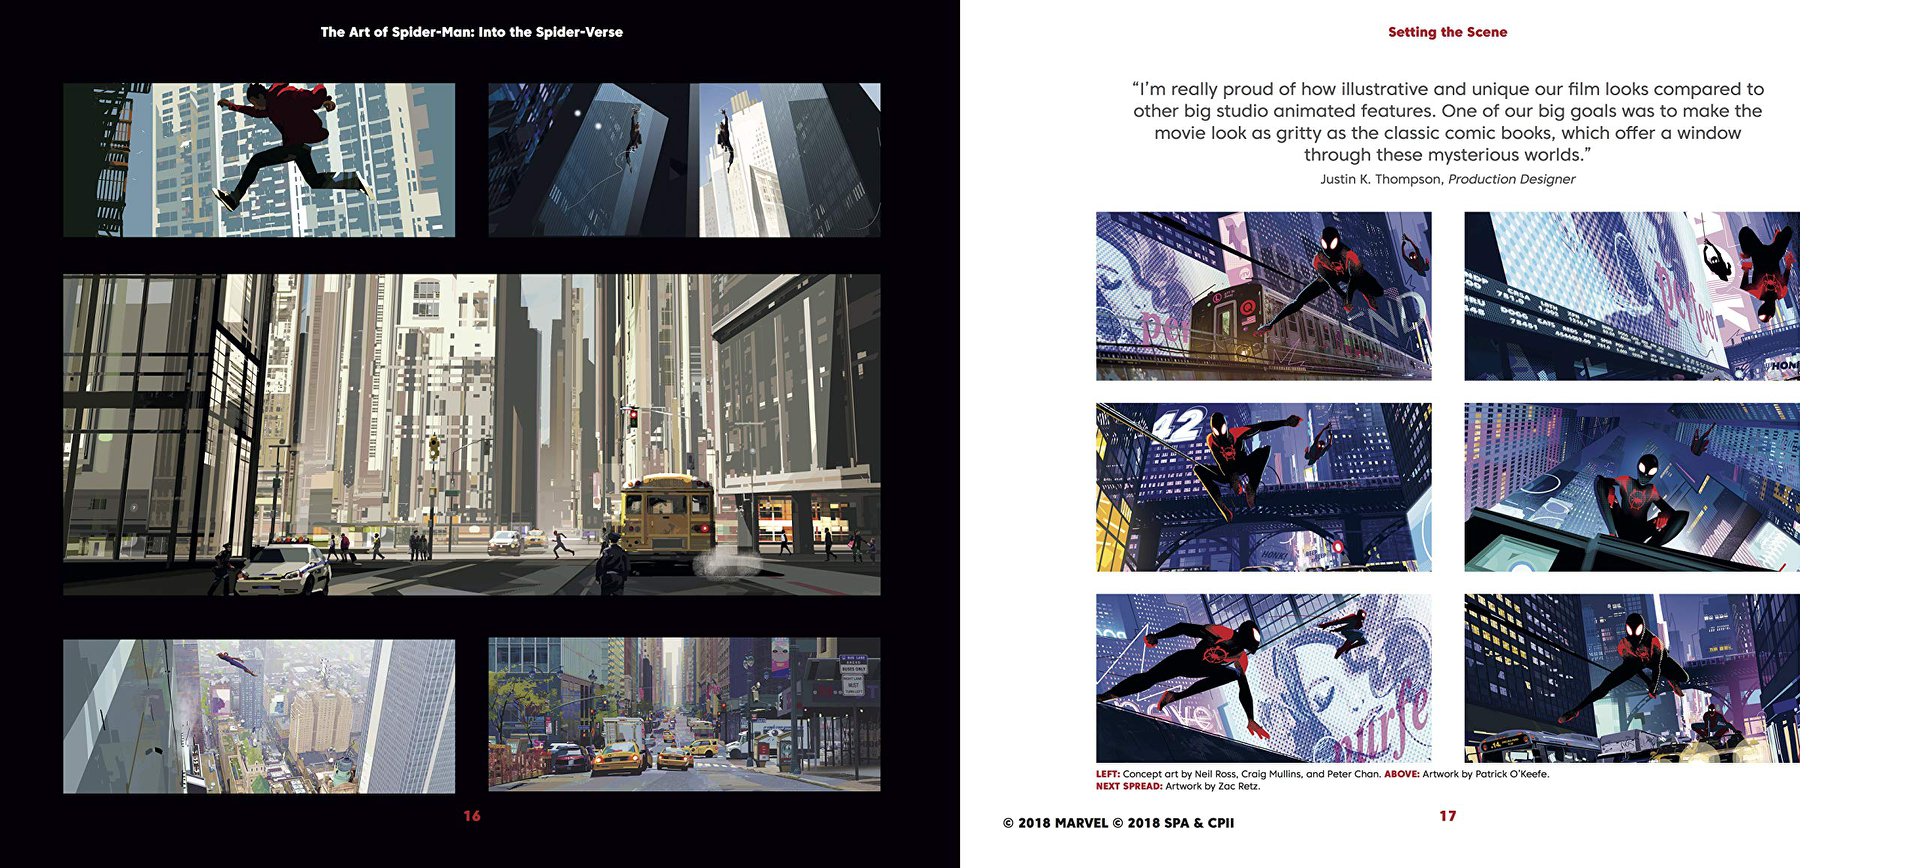 The Art of Spider-Man: Into the Spider-Verse
16
Setting the Scene
“I’m really proud of how illustrative and unique our film looks compared to
other big studio animated features. One of our big goals was to make the
movie look as gritty as the classic comic books, which offer a window
through these mysterious worlds.”
Justin K. Thompson, Production Designer
42
HONK!
LEFT: Concept art by Neil Ross, Craig Mullins, and Peter Chan. ABOVE: Artwork by Patrick O’Keefe.
NEXT SPREAD: Artwork by Zac Retz.
17
© 2018 MARVEL © 2018 SPA & CPII